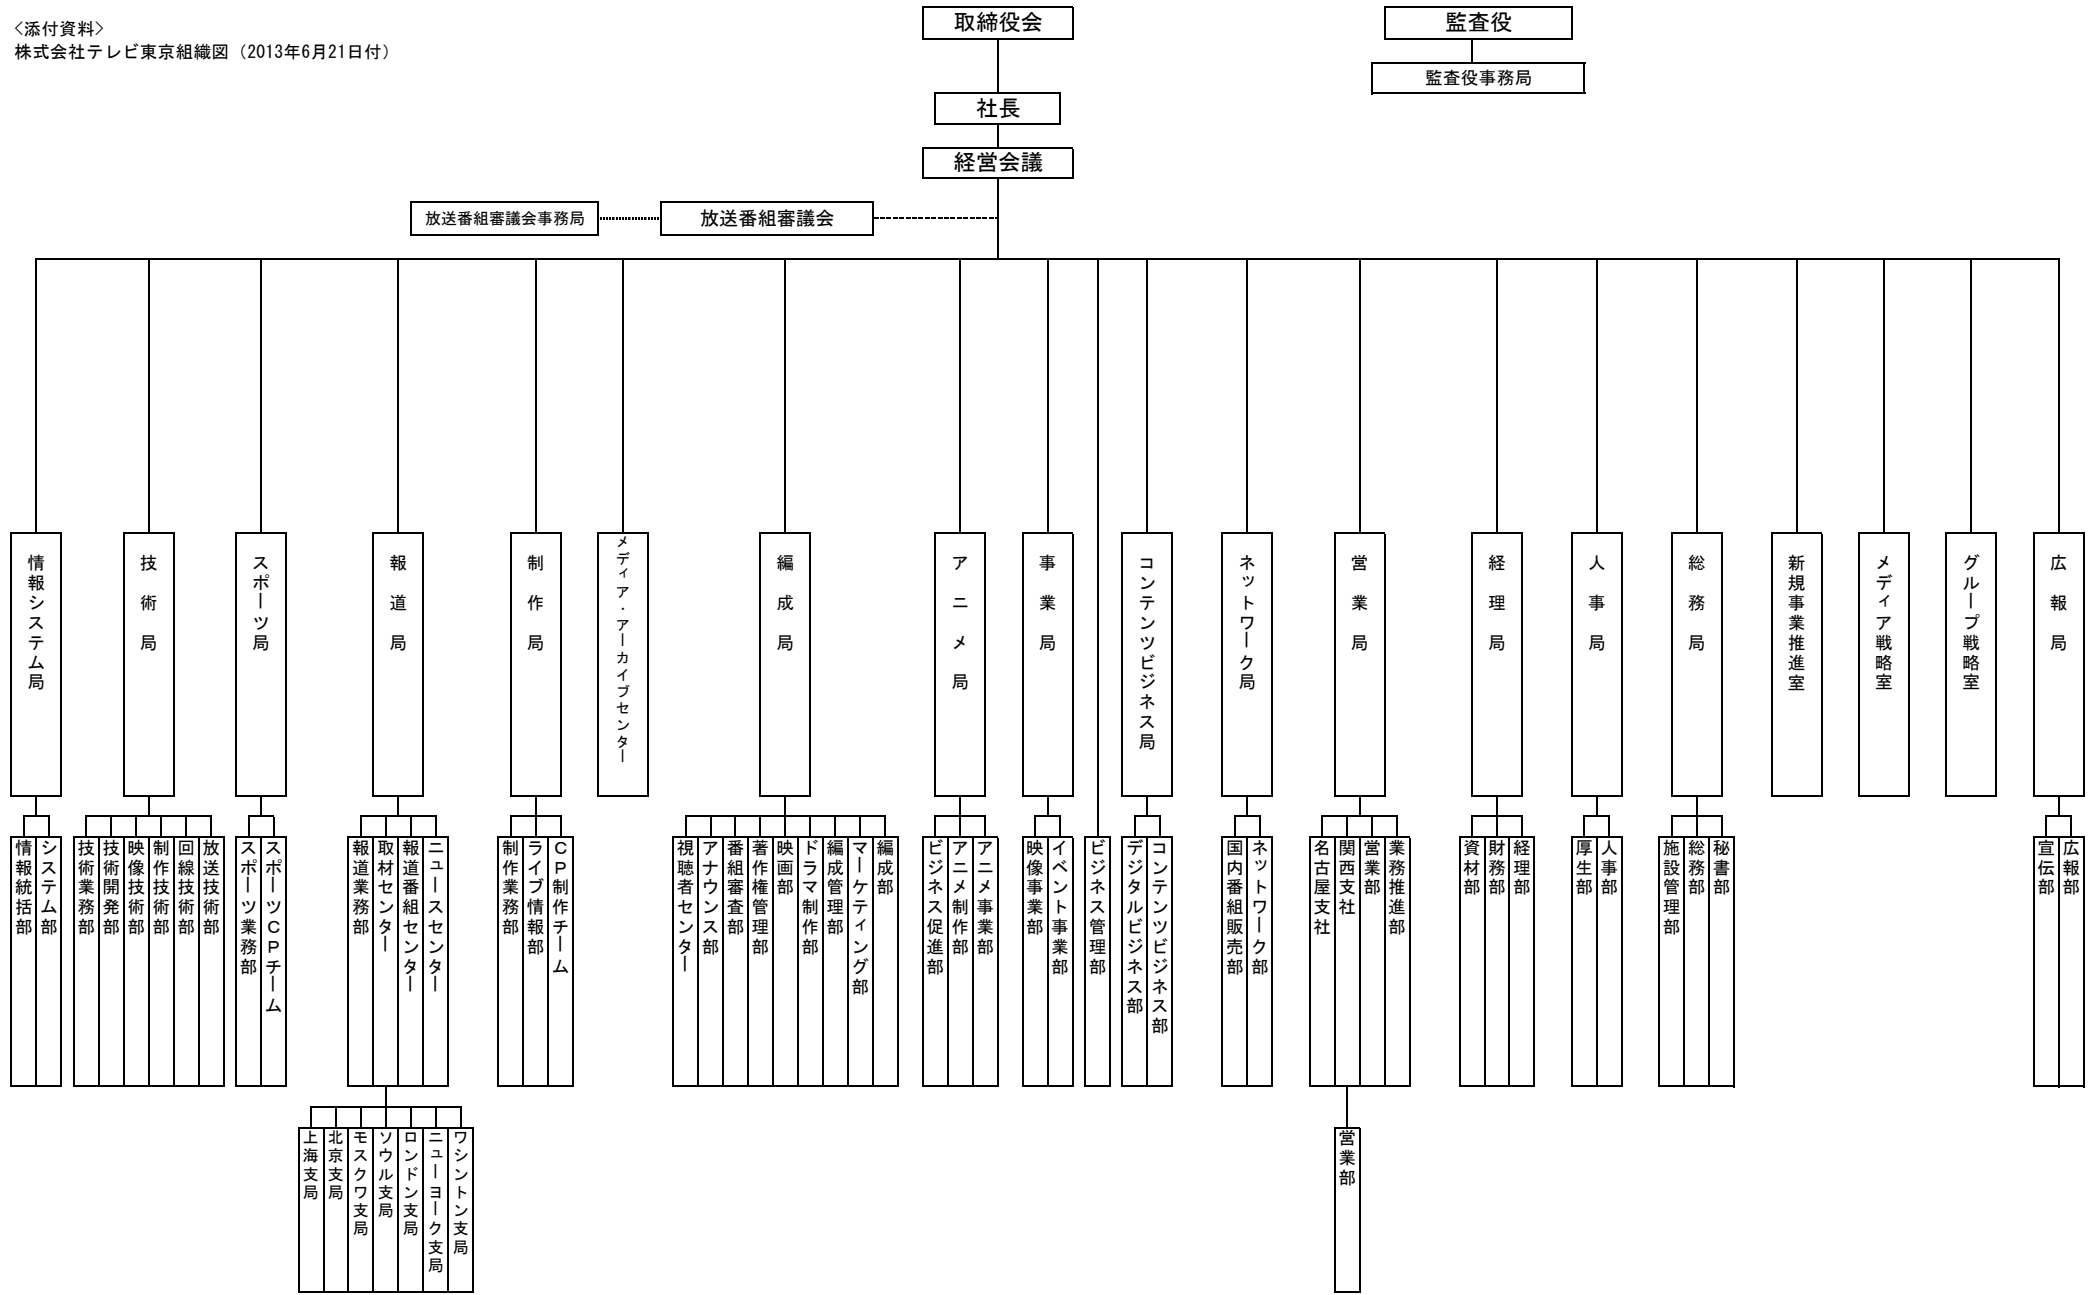 <添付資料>
株式会社テレビ東京組織図（2013年6月21日付）
取締役会
監査役
監査役事務局
社長
経営会議
放送番組審議会事務局
放送番組審議会
情報システム局
技術局
スポーツ局
報道局
制作局
メディア・アーカイブセンター
編成局
アニメ局
事業局
コンテンツビジネス局
ネットワーク局
営業局
経理局
人事局
総務局
新規事業推進室
メディア戦略室
グループ戦略室
広報局
情報統括部
システム部
技術業務部
技術開発部
映像技術部
制作技術部
回線技術部
放送技術部
スポーツ業務部
スポーツCPチーム
報道業務部
取材センター
報道番組センター
ニュースセンター
制作業務部
ライブ情報部
CP制作チーム
視聴者センター
アナウンス部
番組審査部
著作権管理部
映画部
ドラマ制作部
編成管理部
マーケティング部
編成部
ビジネス促進部
アニメ制作部
アニメ事業部
映像事業部
イベント事業部
ビジネス管理部
デジタルビジネス部
コンテンツビジネス部
国内番組販売部
ネットワーク部
名古屋支社
関西支社
営業部
業務推進部
資材部
財務部
経理部
厚生部
人事部
施設管理部
総務部
秘書部
宣伝部
広報部
上海支局
北京支局
モスクワ支局
ソウル支局
ロンドン支局
ニューヨーク支局
ワシントン支局
営業部